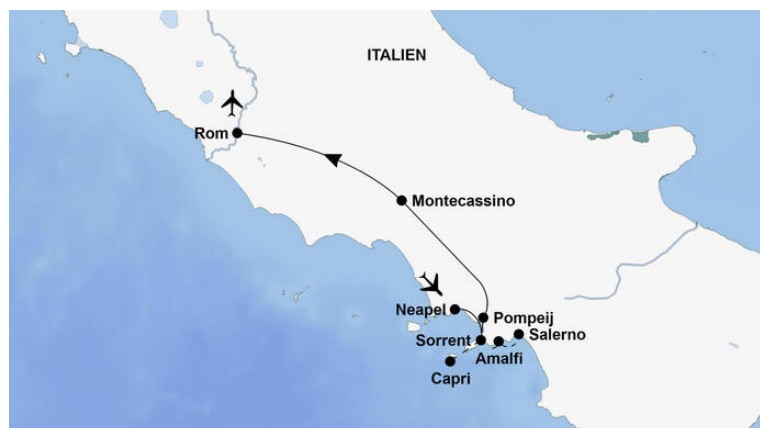 ITALIEN
Rom
Montecassino
Neapel
Pompeij
Sorrent
Salerno
Amalfi
Capri